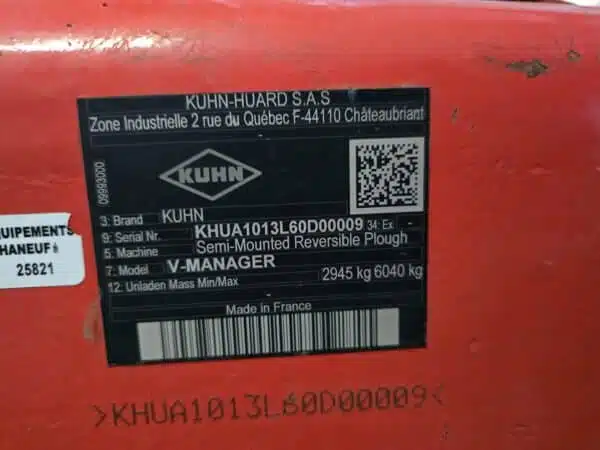 KUHN-HUARD S.A.S
Zone Industrielle 2 rue du Québec F-44110 Châteaubriant
09993000
KUHN
3: Brand KUHN
9: Serial Nr. KHUA1013L60D00009 34: Ex -
5: Machine Semi-Mounted Reversible Plough
7: Model V-MANAGER
12: Unladen Mass Min/Max 2945 kg 6040 kg
Made in France
QUIPEMENTS
HANEUF
25821
>KHUA1013L60D00009<